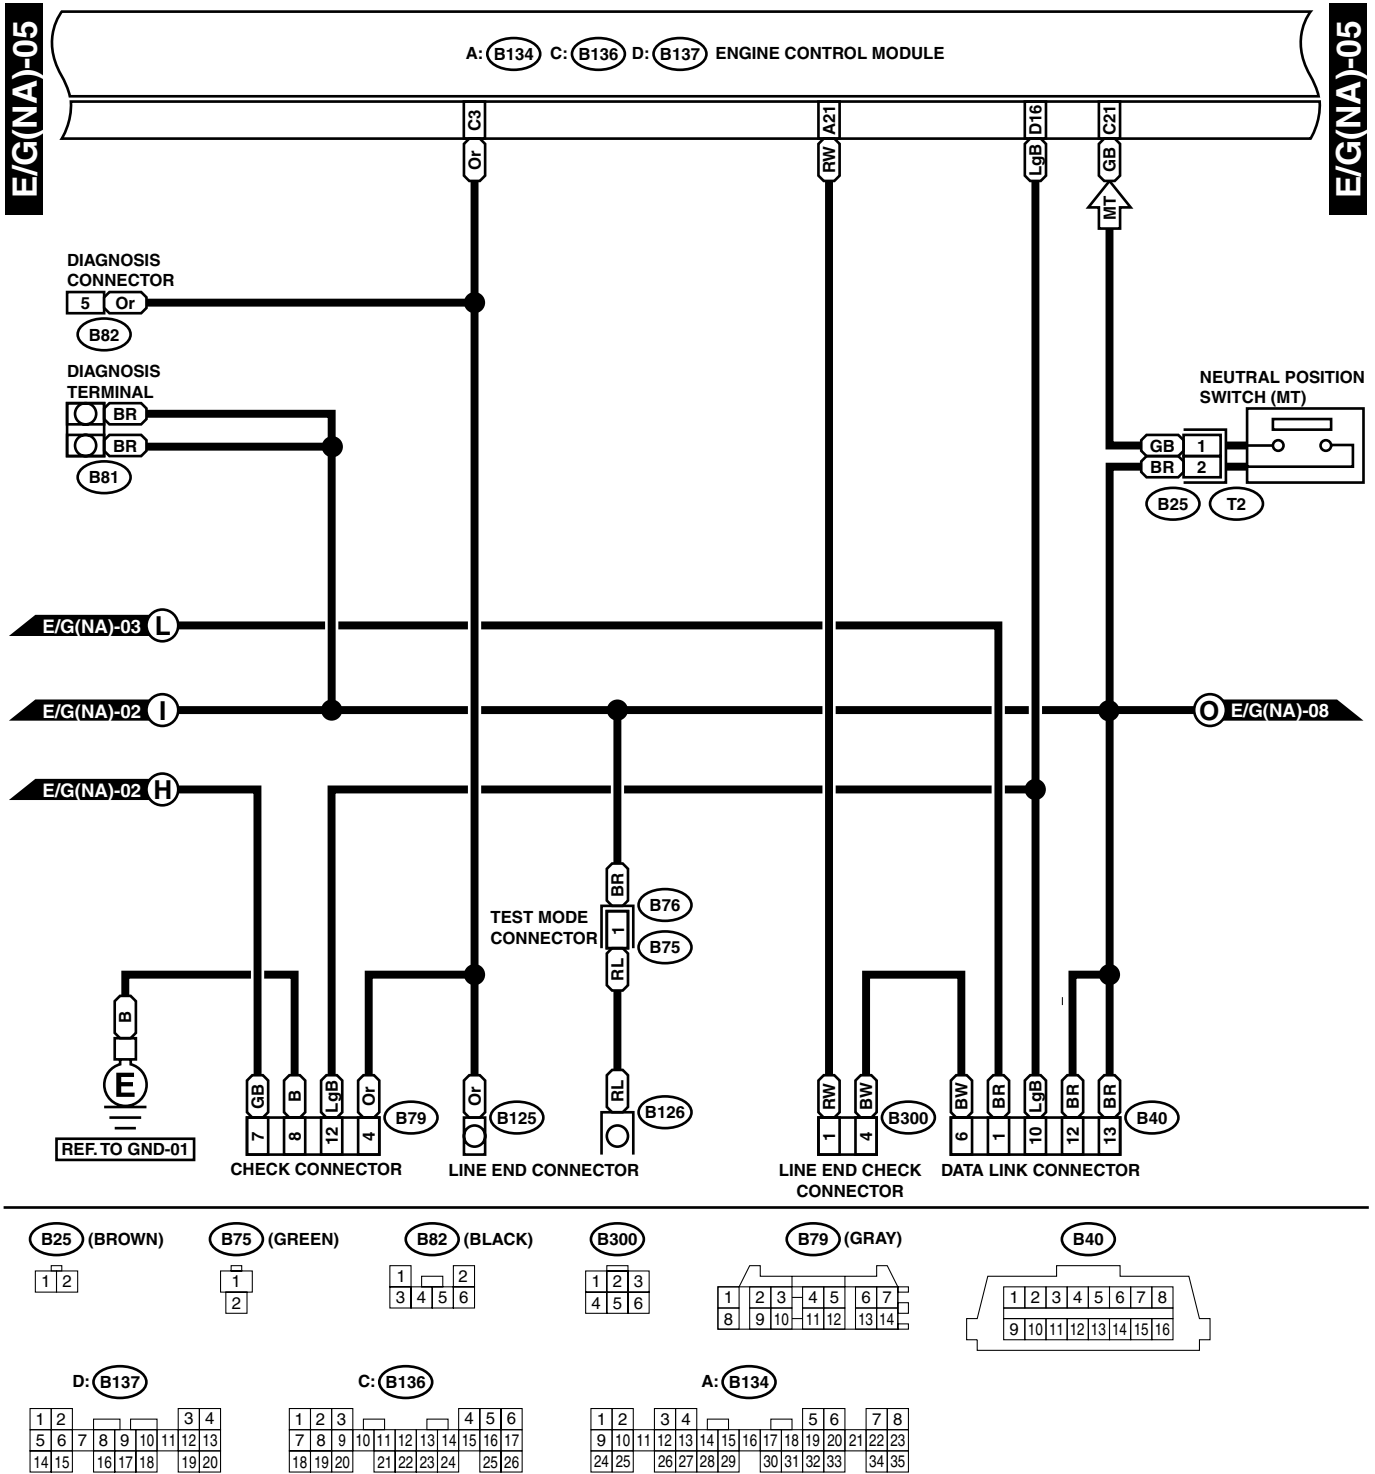 E/G(NA)-05
E/G(NA)-05
A: B134 C: B136 D: B137 ENGINE CONTROL MODULE
C3 A21 D16 C21
Or RW LgB GB
MT
DIAGNOSIS
CONNECTOR
5 Or
B82
DIAGNOSIS
TERMINAL
BR
BR
B81
NEUTRAL POSITION
SWITCH (MT)
GB 1
BR 2
B25 T2
E/G(NA)-03 L
E/G(NA)-02 I
O E/G(NA)-08
E/G(NA)-02 H
BR
B76
TEST MODE
CONNECTOR
1
B75
RL
B
E
REF. TO GND-01
GB B LgB Or
7 8 12 4
B79
CHECK CONNECTOR
Or
B125
RL
B126
LINE END CONNECTOR
RW BW
1 4
B300
LINE END CHECK
CONNECTOR
BW BR LgB BR BR
6 1 10 12 13
B40
DATA LINK CONNECTOR
B25 (BROWN)
1 2
B75 (GREEN)
1
2
B82 (BLACK)
1 2
3 4 5 6
B300
1 2 3
4 5 6
B79 (GRAY)
1 2 3 4 5 6 7
8 9 10 11 12 13 14
B40
1 2 3 4 5 6 7 8
9 10 11 12 13 14 15 16
D: B137
1 2 3 4
5 6 7 8 9 10 11 12 13
14 15 16 17 18 19 20
C: B136
1 2 3 4 5 6
7 8 9 10 11 12 13 14 15 16 17
18 19 20 21 22 23 24 25 26
A: B134
1 2 3 4 5 6 7 8
9 10 11 12 13 14 15 16 17 18 19 20 21 22 23
24 25 26 27 28 29 30 31 32 33 34 35